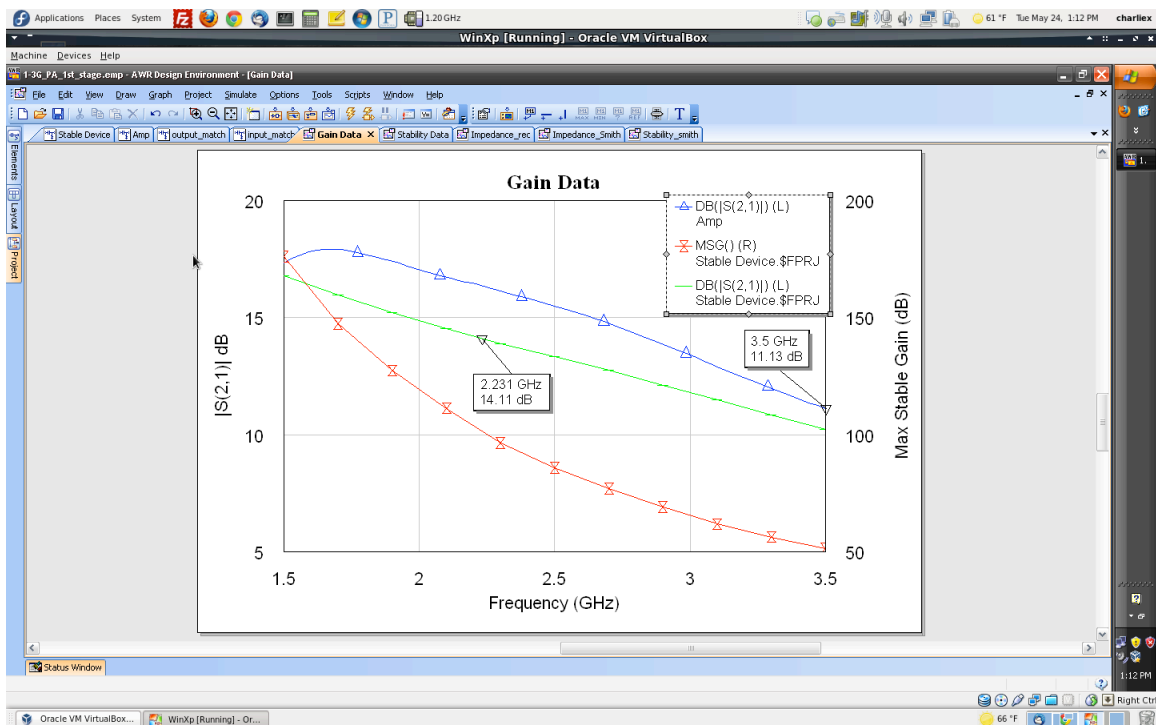 Applications Places System 1.20 GHz 61 °F Tue May 24, 1:12 PM charliex
WinXp [Running] - Oracle VM VirtualBox
Machine Devices Help
1-3G_PA_1st_stage.emp - AWR Design Environment - [Gain Data]
File Edit View Draw Graph Project Simulate Options Tools Scripts Window Help
Stable Device Amp output_match input_match Gain Data Stability Data Impedance_rec Impedance_Smith Stability_smith
Elements
Layout
Project
Gain Data
DB(|S(2,1)|) (L)
Amp
MSG() (R)
Stable Device.$FPRJ
DB(|S(2,1)|) (L)
Stable Device.$FPRJ
20
15
10
5
|S(2,1)| dB
200
150
100
50
Max Stable Gain (dB)
3.5 GHz
11.13 dB
2.231 GHz
14.11 dB
1.5 2 2.5 3 3.5
Frequency (GHz)
Status Window
1.
1:12 PM
Right Ctrl
Oracle VM VirtualBox... WinXp [Running] - Or... 66 °F